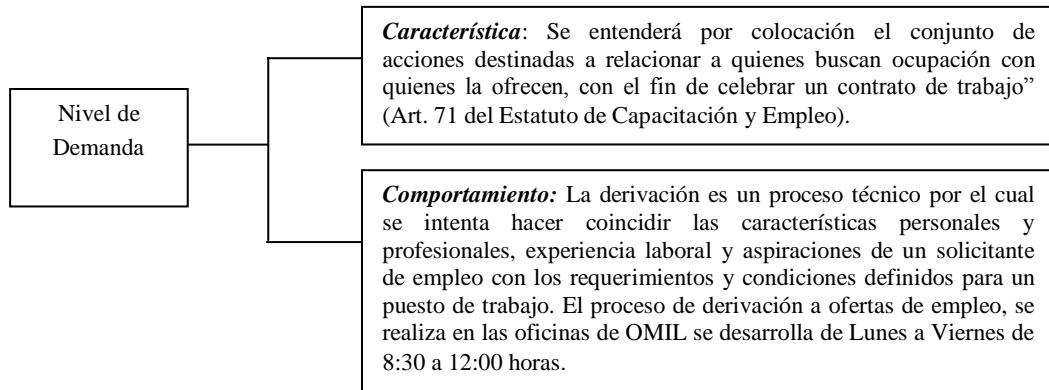 Nivel de
Demanda
Característica: Se entenderá por colocación el conjunto de
acciones destinadas a relacionar a quienes buscan ocupación con
quienes la ofrecen, con el fin de celebrar un contrato de trabajo”
(Art. 71 del Estatuto de Capacitación y Empleo).
Comportamiento: La derivación es un proceso técnico por el cual
se intenta hacer coincidir las características personales y
profesionales, experiencia laboral y aspiraciones de un solicitante
de empleo con los requerimientos y condiciones definidos para un
puesto de trabajo. El proceso de derivación a ofertas de empleo, se
realiza en las oficinas de OMIL se desarrolla de Lunes a Viernes de
8:30 a 12:00 horas.